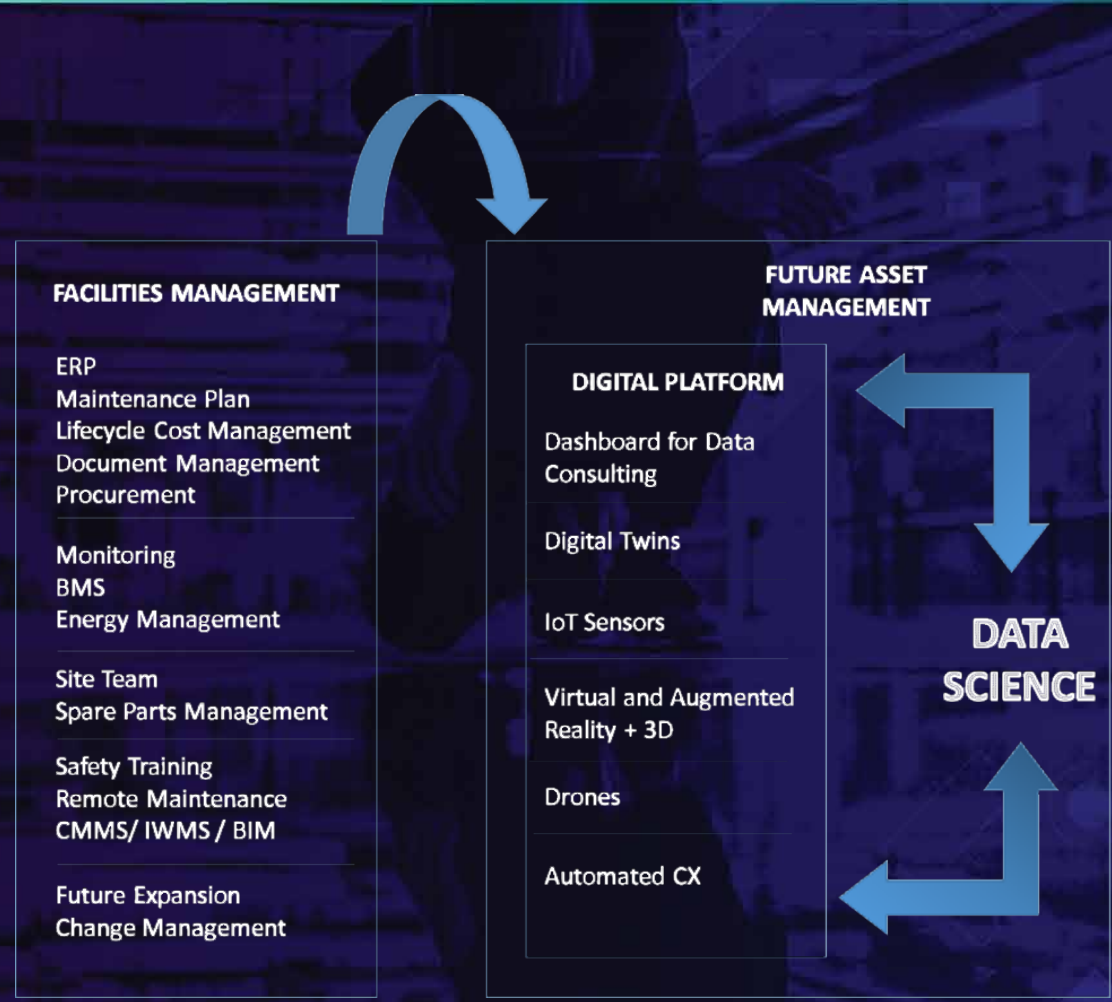 FACILITIES MANAGEMENT
ERP
Maintenance Plan
Lifecycle Cost Management
Document Management
Procurement
Monitoring
BMS
Energy Management
Site Team
Spare Parts Management
Safety Training
Remote Maintenance
CMMS/ IWMS / BIM
Future Expansion
Change Management
FUTURE ASSET
MANAGEMENT
DIGITAL PLATFORM
Dashboard for Data
Consulting
Digital Twins
IoT Sensors
Virtual and Augmented
Reality + 3D
Drones
Automated CX
DATA
SCIENCE